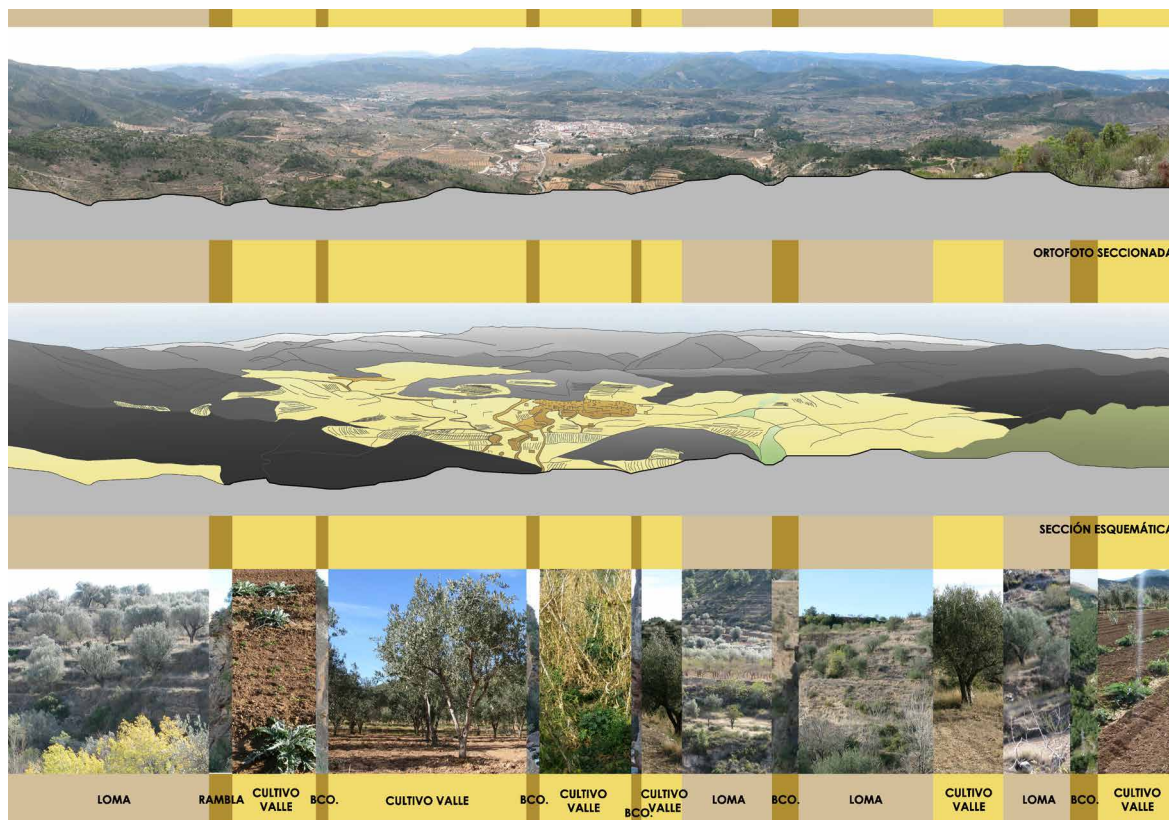 ORTOFOTO SECCIONADA
SECCIÓN ESQUEMÁTICA
LOMA
RAMBLA
CULTIVO
VALLE
BCO.
CULTIVO VALLE
BCO.
CULTIVO
VALLE
BCO.
CULTIVO
VALLE
LOMA
BCO.
LOMA
CULTIVO
VALLE
LOMA
BCO.
CULTIVO
VALLE